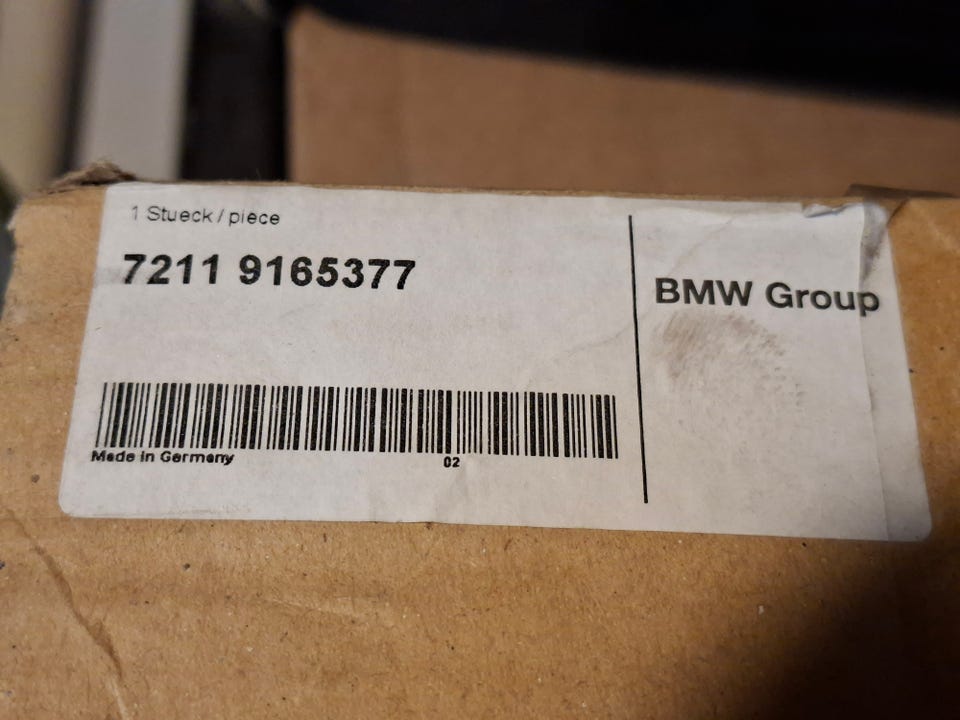 1 Stueck / piece
7211 9165377
BMW Group
Made in Germany
02